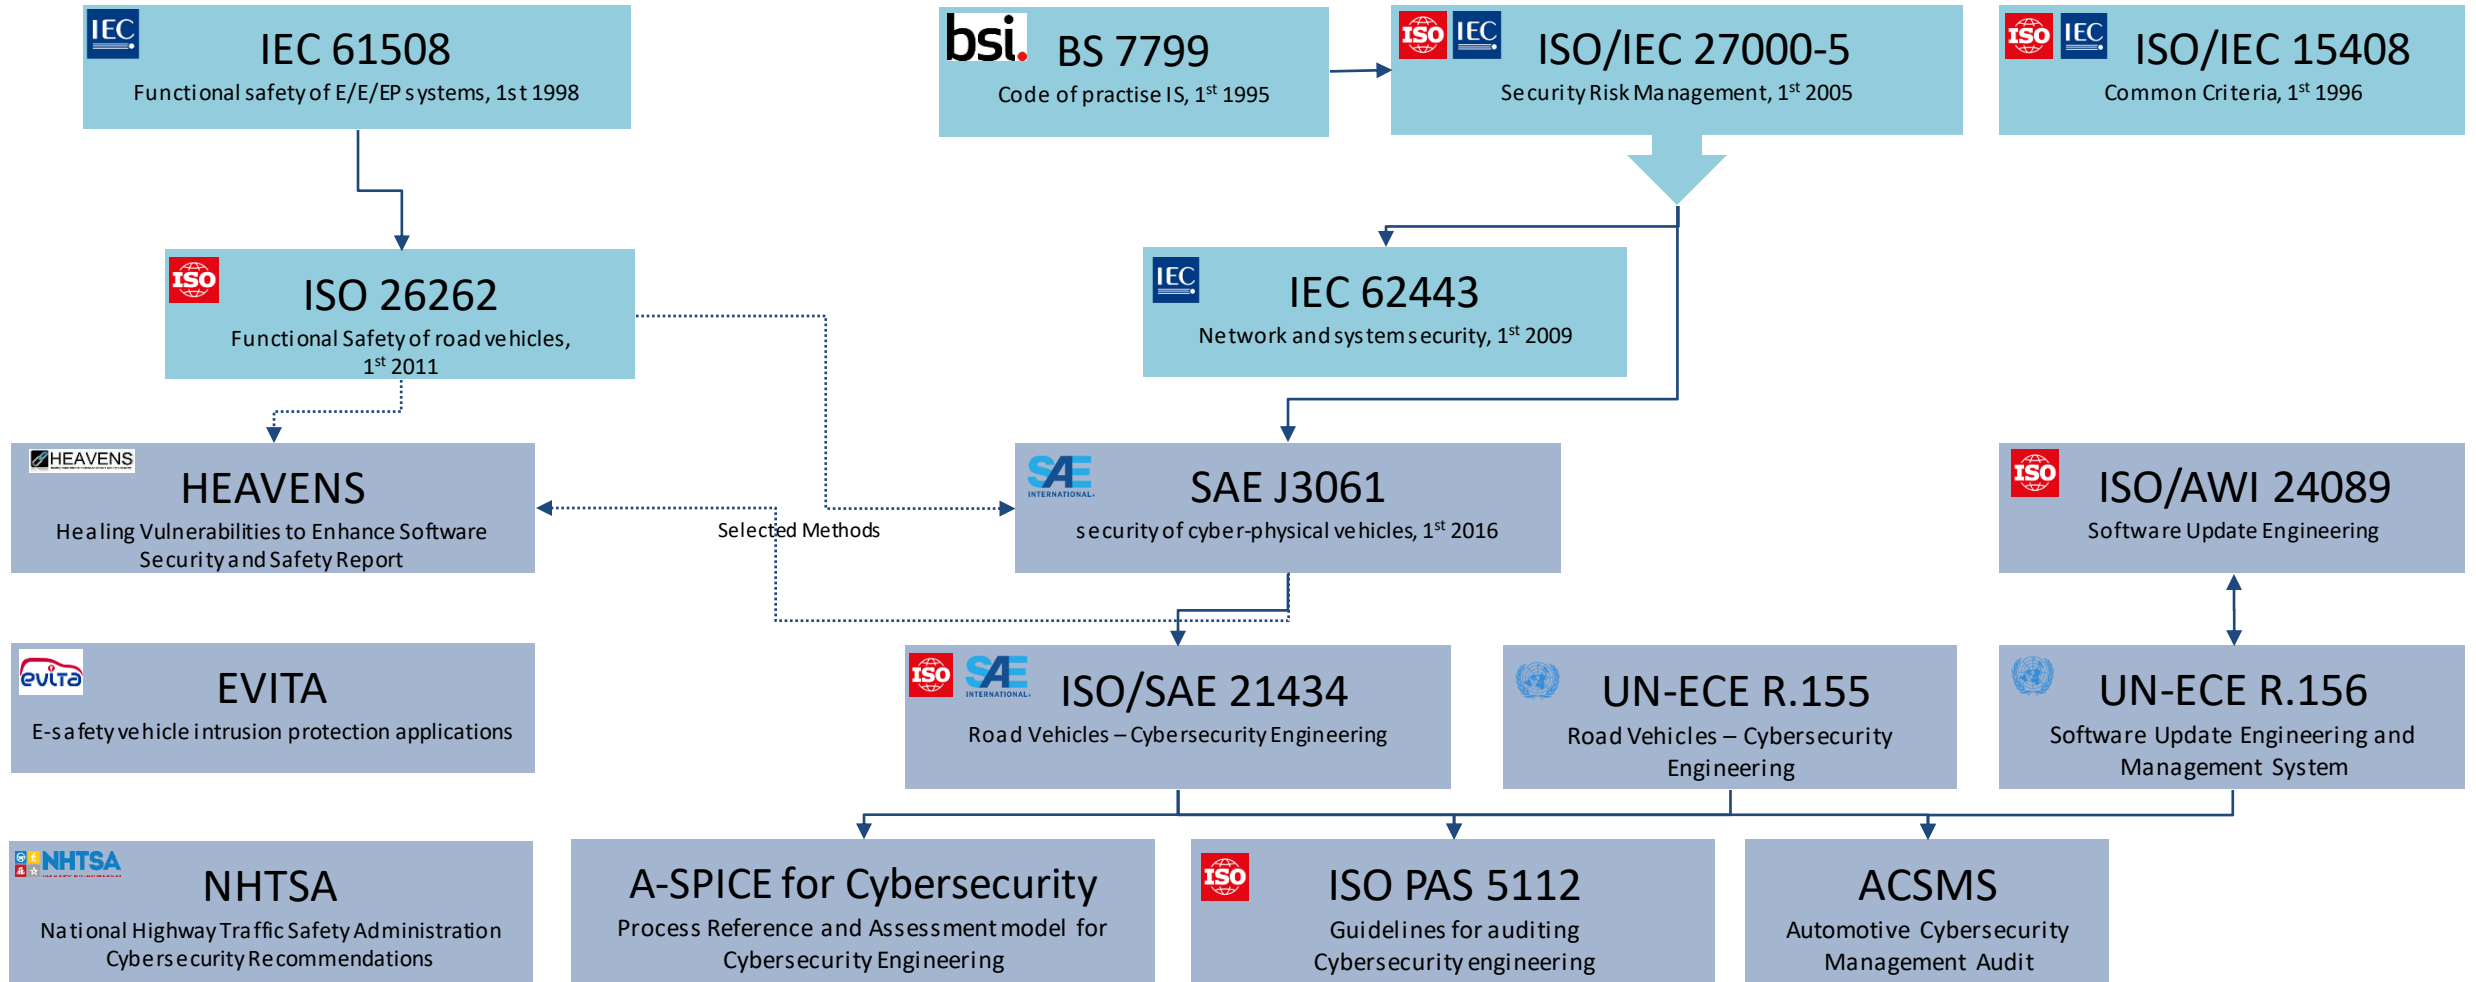 IEC
IEC 61508
Functional safety of E/E/EP systems, 1st 1998
bsi.
BS 7799
Code of practise IS, 1st 1995
ISO IEC
ISO/IEC 27000-5
Security Risk Management, 1st 2005
ISO IEC
ISO/IEC 15408
Common Criteria, 1st 1996
ISO
ISO 26262
Functional Safety of road vehicles,
1st 2011
IEC
IEC 62443
Network and system security, 1st 2009
HEAVENS
HEAVENS
Healing Vulnerabilities to Enhance Software
Security and Safety Report
Selected Methods
SAE
INTERNATIONAL
SAE J3061
security of cyber-physical vehicles, 1st 2016
ISO
ISO/AWI 24089
Software Update Engineering
evita
EVITA
E-safety vehicle intrusion protection applications
ISO SAE
INTERNATIONAL
ISO/SAE 21434
Road Vehicles – Cybersecurity Engineering
UN-ECE R.155
Road Vehicles – Cybersecurity
Engineering
UN-ECE R.156
Software Update Engineering and
Management System
NHTSA
NHTSA
National Highway Traffic Safety Administration
Cybersecurity Recommendations
A-SPICE for Cybersecurity
Process Reference and Assessment model for
Cybersecurity Engineering
ISO
ISO PAS 5112
Guidelines for auditing
Cybersecurity engineering
ACSMS
Automotive Cybersecurity
Management Audit